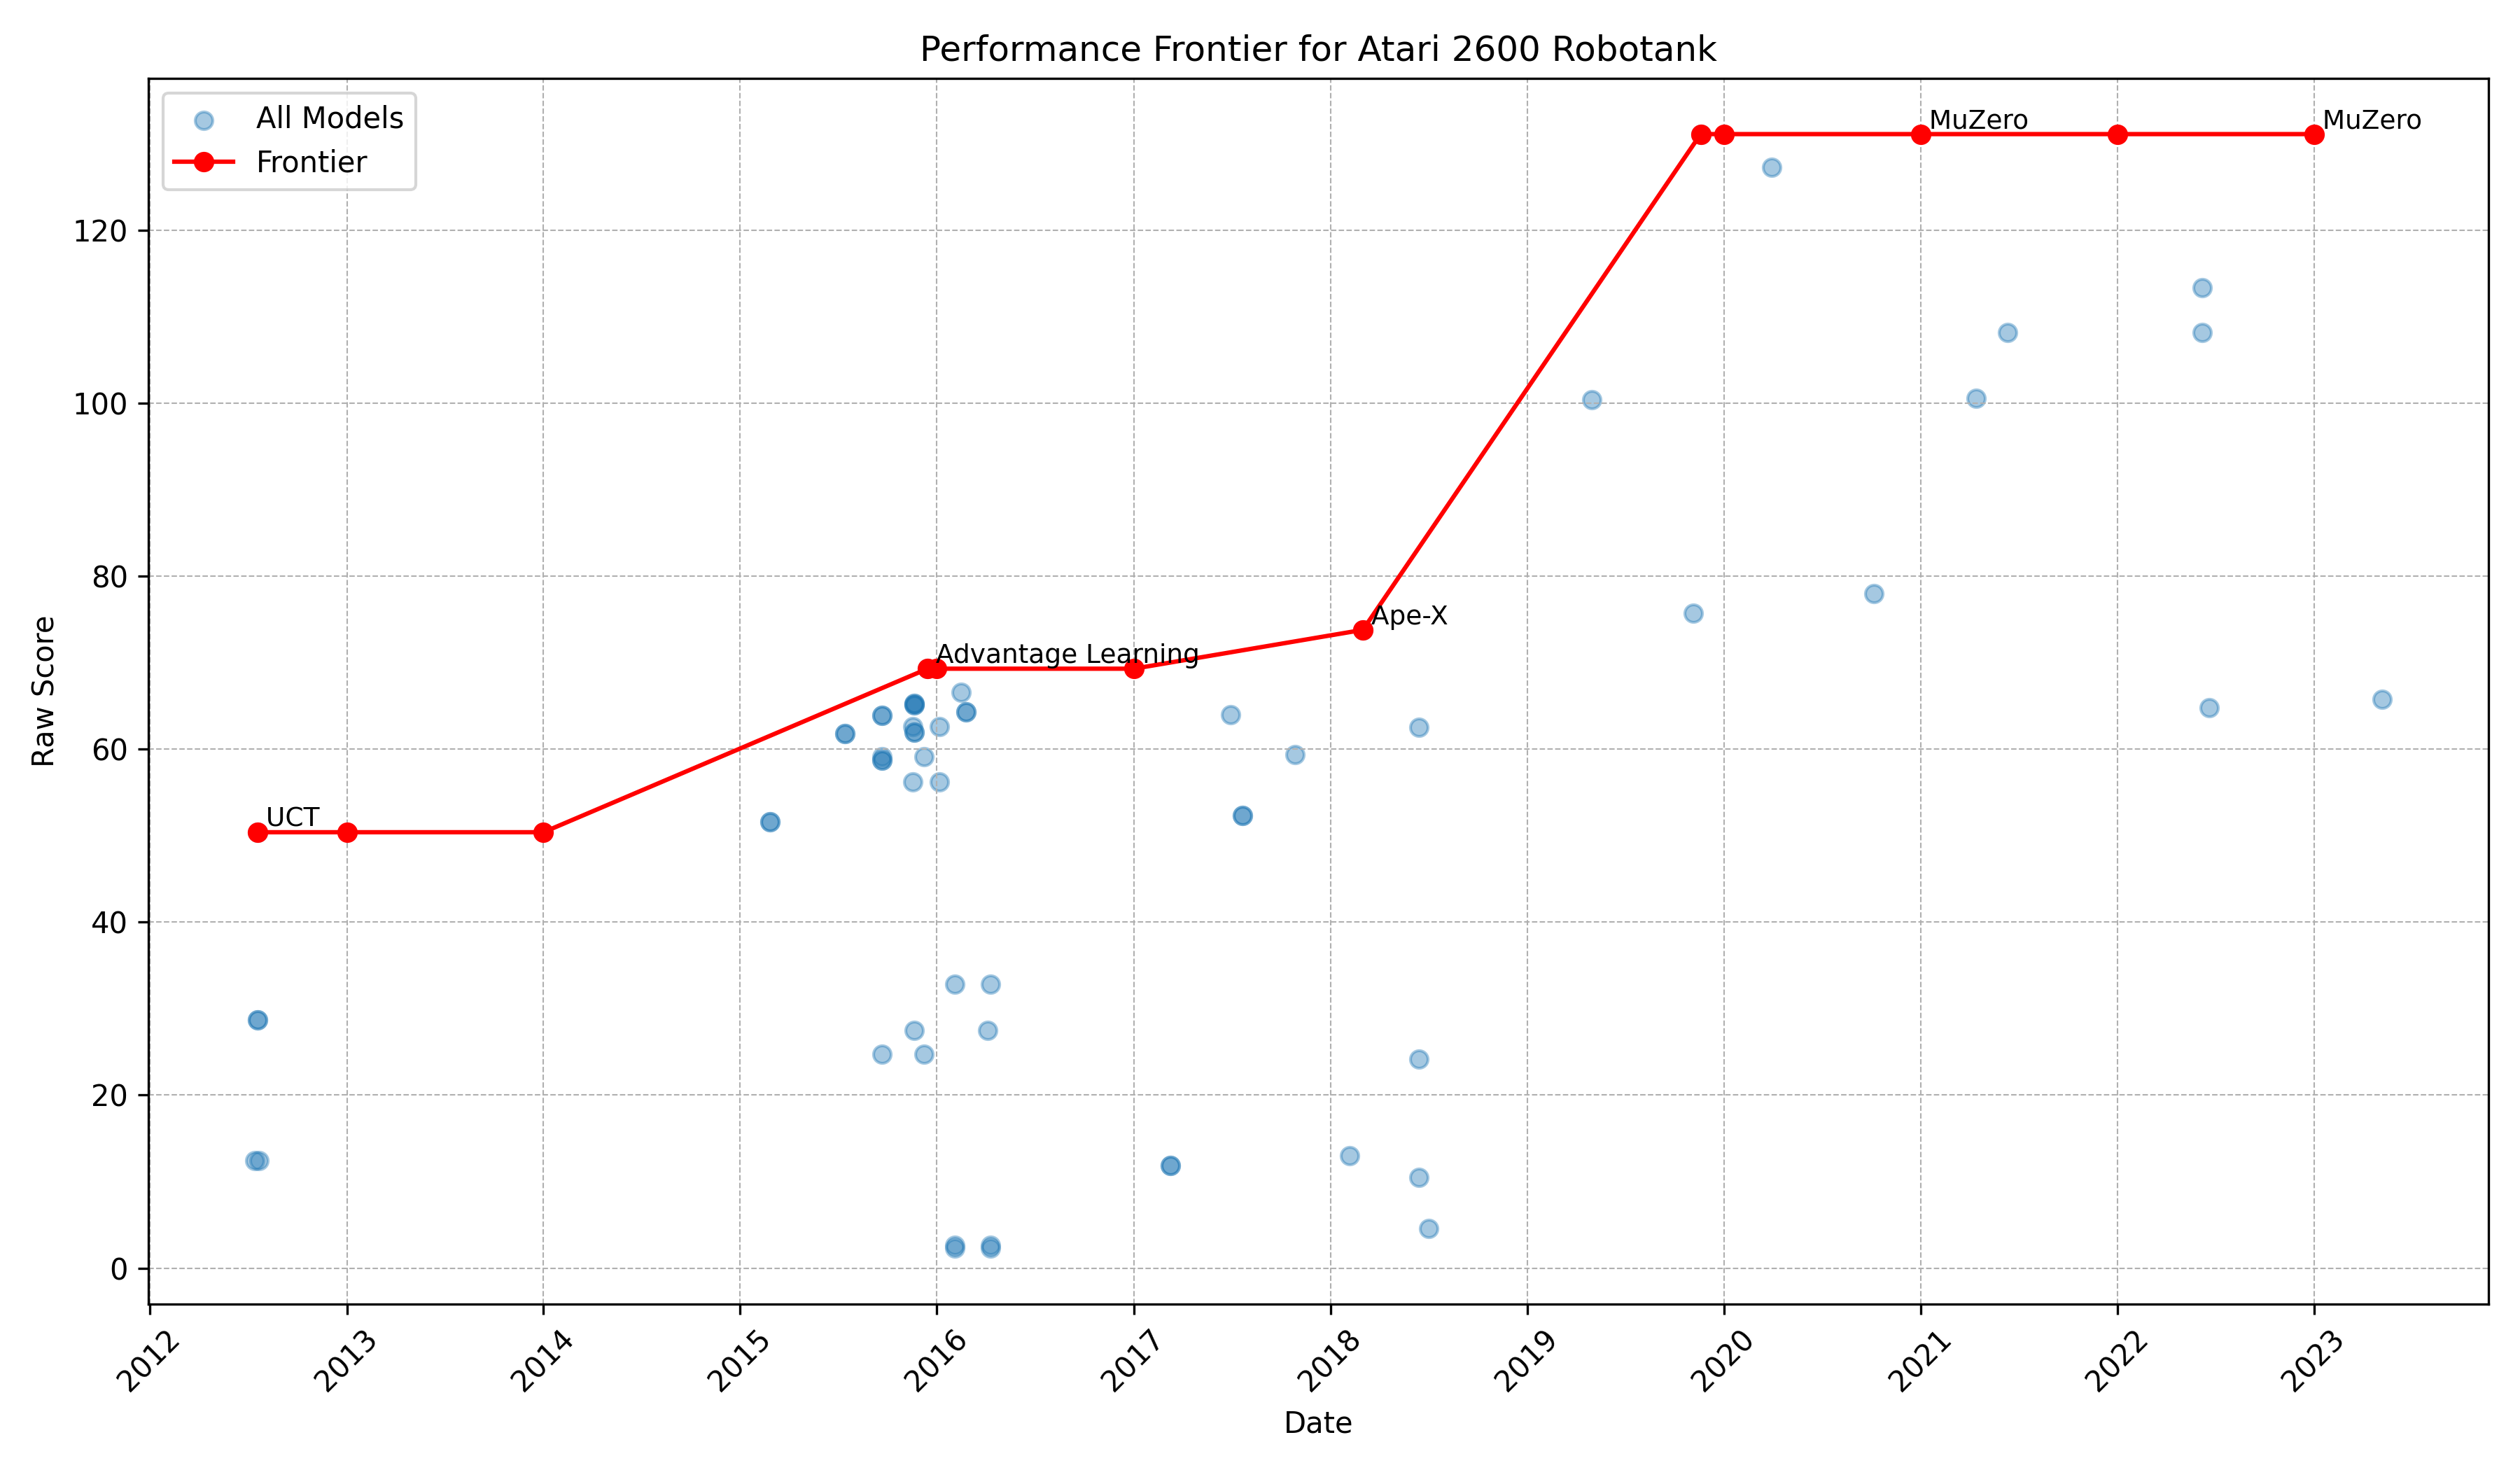 Performance Frontier for Atari 2600 Robotank
All Models
Frontier
MuZero
MuZero
120
100
80
60
40
20
0
Raw Score
Ape-X
Advantage Learning
UCT
2012
2013
2014
2015
2016
2017
2018
2019
2020
2021
2022
2023
Date